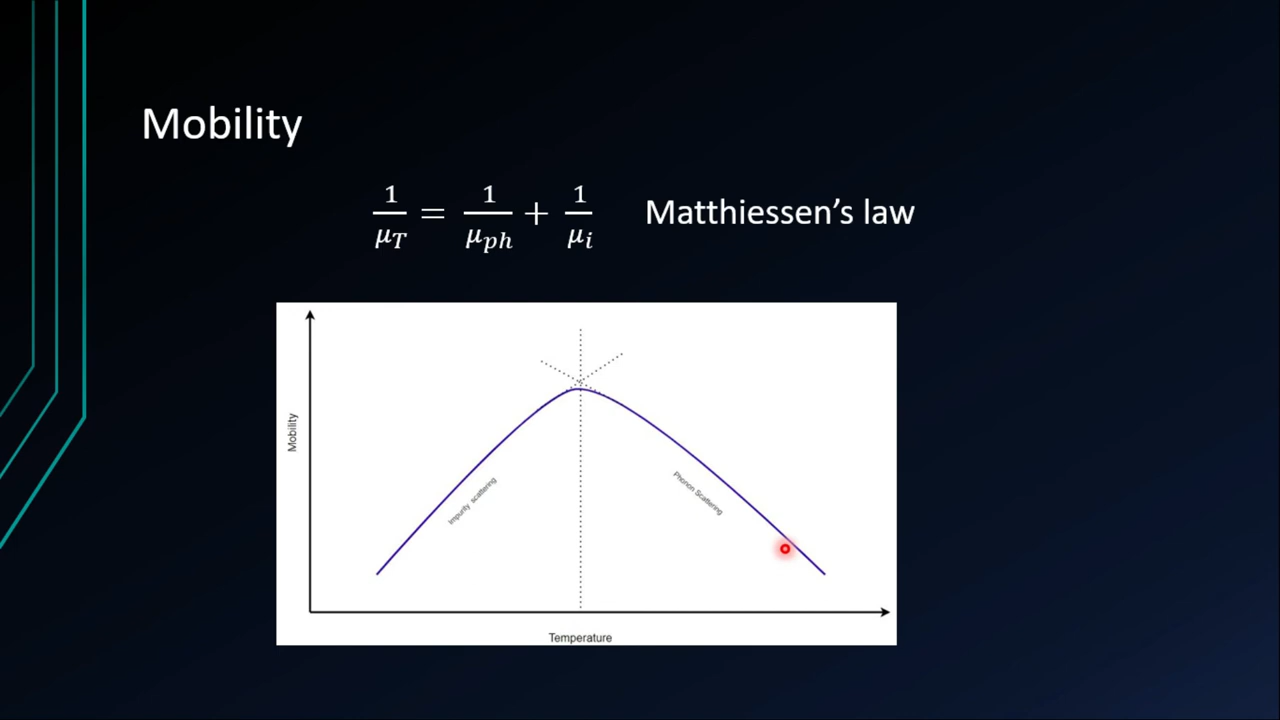 Mobility
1/μ_T = 1/μ_ph + 1/μ_i Matthiessen’s law
Mobility
Impurity scattering
Phonon Scattering
Temperature